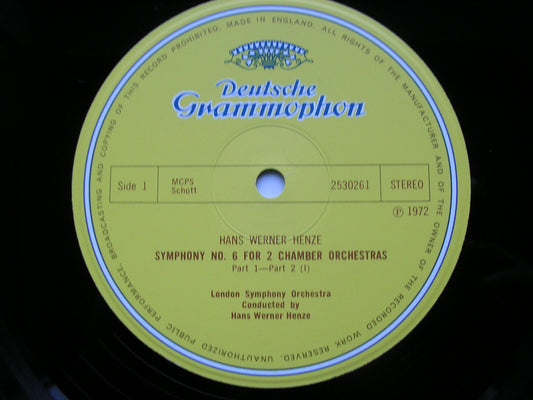 MADE IN ENGLAND. ALL RIGHTS OF THE MANUFACTURER AND OF THE OWNER OF THE RECORDED WORK RESERVED. UNAUTHORIZED PUBLIC PERFORMANCE, BROADCASTING AND COPYING OF THIS RECORD PROHIBITED.
Deutsche
Grammophon
Side 1
MCPS
Schott
2530261
STEREO
Ⓟ 1972
HANS WERNER HENZE
SYMPHONY NO. 6 FOR 2 CHAMBER ORCHESTRAS
Part 1—Part 2 (I)
London Symphony Orchestra
Conducted by
Hans Werner Henze